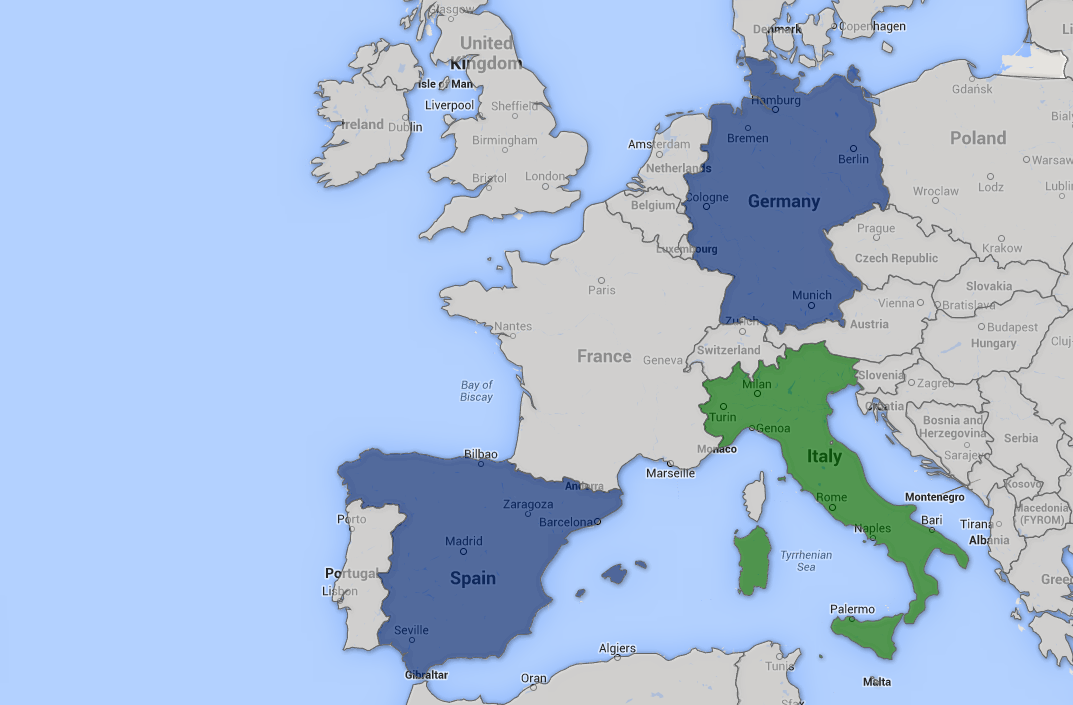 Glasgow
United
Kingdom
Isle of Man
Liverpool
Sheffield
Ireland
Dublin
Birmingham
Bristol
London
Denmark
Copenhagen
Hamburg
Bremen
Berlin
Amsterdam
Netherlands
Cologne
Germany
Belgium
Luxembourg
Munich
Gdańsk
Poland
Warsaw
Lodz
Wroclaw
Krakow
Prague
Czech Republic
Slovakia
Vienna
Bratislava
Austria
Budapest
Hungary
Paris
Nantes
France
Zurich
Switzerland
Geneva
Bay of
Biscay
Slovenia
Zagreb
Croatia
Milan
Turin
Genoa
Monaco
Marseille
Italy
Bosnia and
Herzegovina
Sarajevo
Serbia
Kosovo
Montenegro
Macedonia
(FYROM)
Tirana
Albania
Rome
Bari
Naples
Tyrrhenian
Sea
Palermo
Bilbao
Andorra
Zaragoza
Barcelona
Madrid
Spain
Porto
Portugal
Lisbon
Seville
Gibraltar
Algiers
Oran
Tunis
Malta